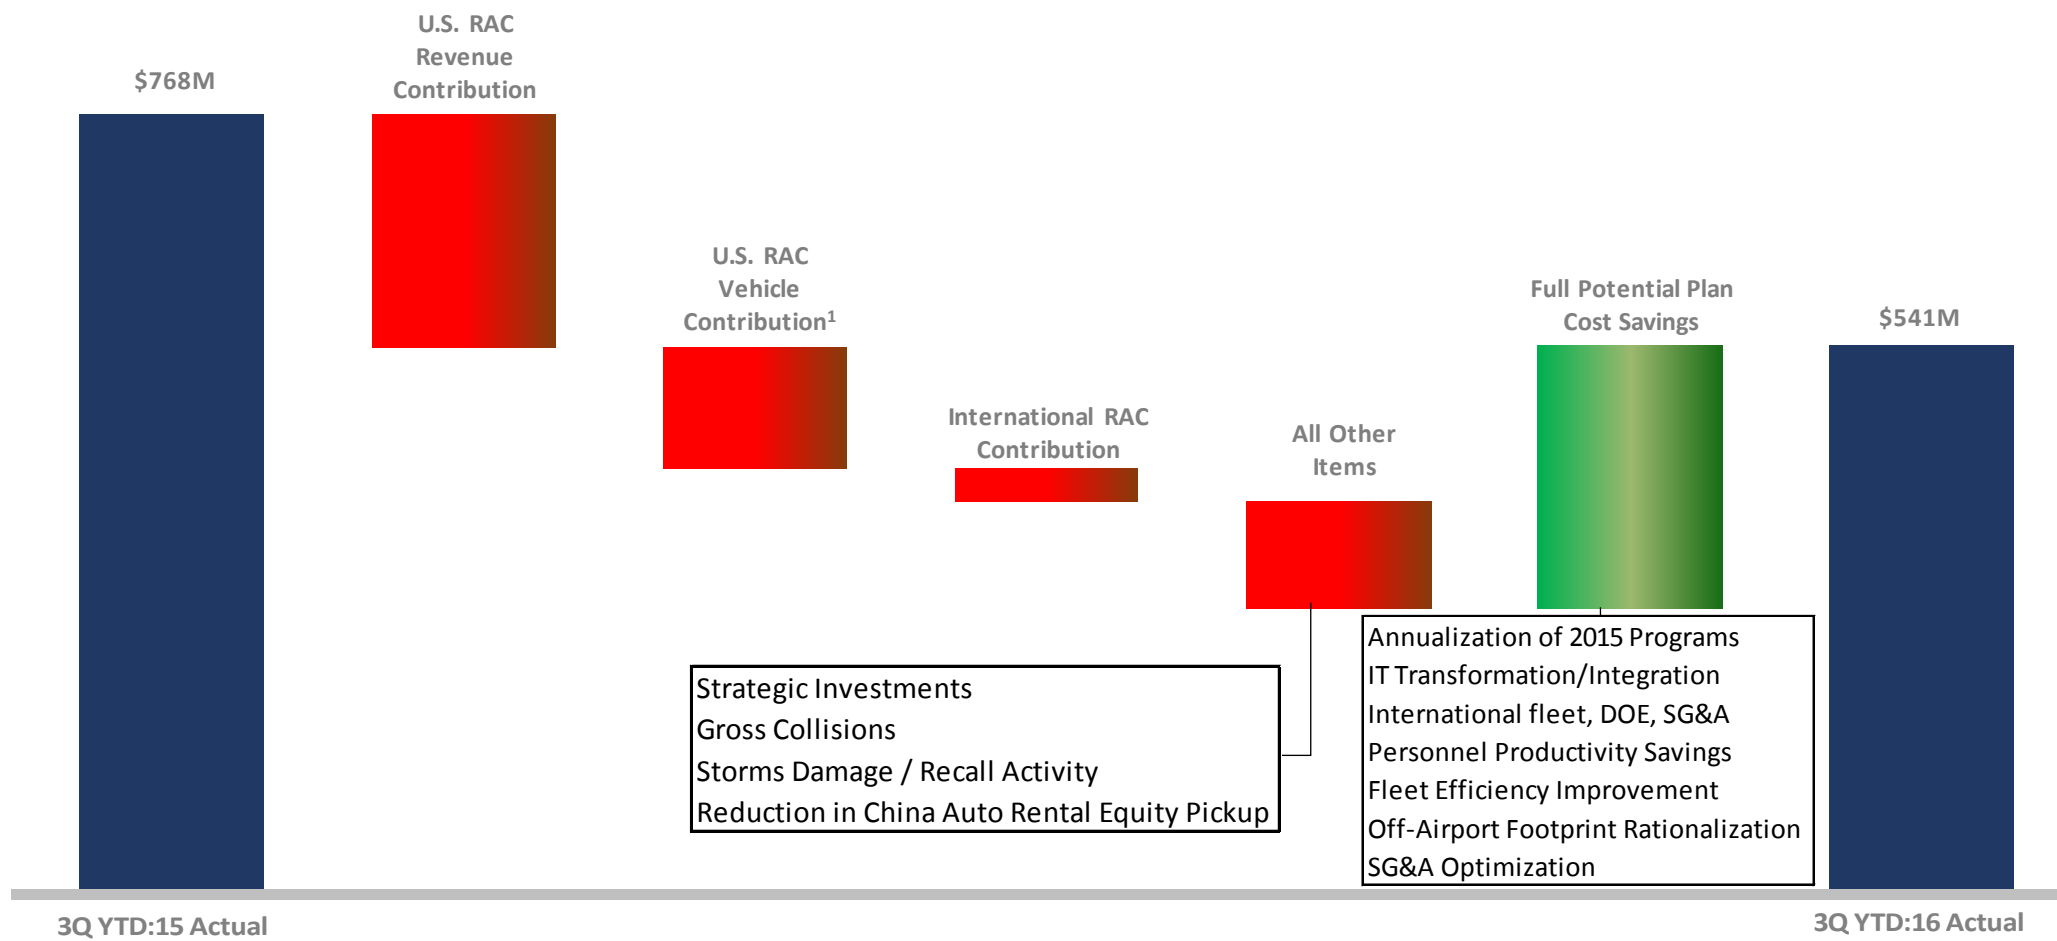 $768M
U.S. RAC
Revenue
Contribution
U.S. RAC
Vehicle
Contribution¹
International RAC
Contribution
All Other
Items
Full Potential Plan
Cost Savings
$541M
Strategic Investments
Gross Collisions
Storms Damage / Recall Activity
Reduction in China Auto Rental Equity Pickup
Annualization of 2015 Programs
IT Transformation/Integration
International fleet, DOE, SG&A
Personnel Productivity Savings
Fleet Efficiency Improvement
Off-Airport Footprint Rationalization
SG&A Optimization
3Q YTD:15 Actual
3Q YTD:16 Actual